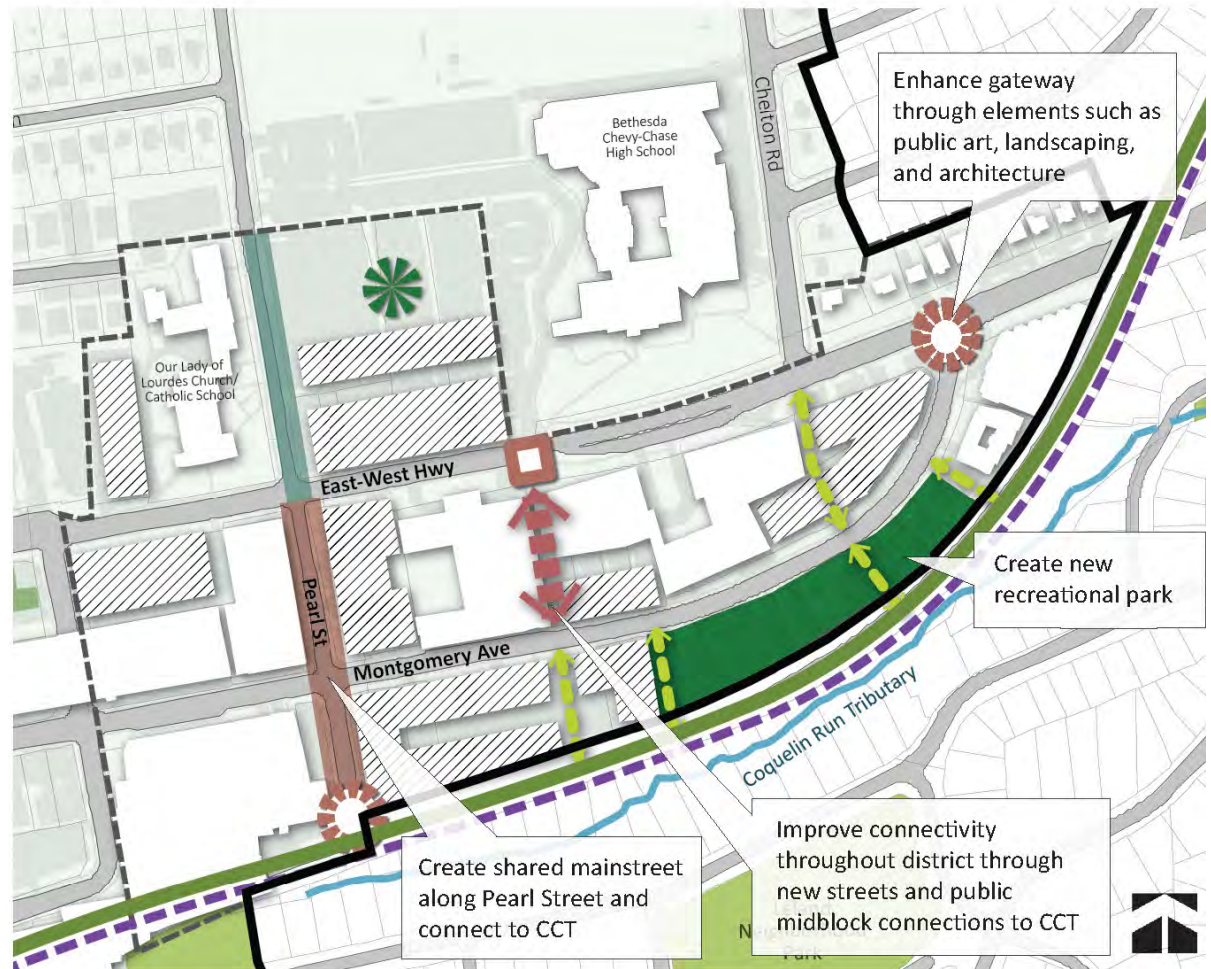 Enhance gateway
through elements such as
public art, landscaping,
and architecture
Chelton Rd
Bethesda
Chevy-Chase
High School
Our Lady of
Lourdes Church/
Catholic School
East-West Hwy
Pearl St
Create new
recreational park
Montgomery Ave
Coquelin Run Tributary
Improve connectivity
throughout district through
new streets and public
midblock connections to CCT
Create shared mainstreet
along Pearl Street and
connect to CCT
Park